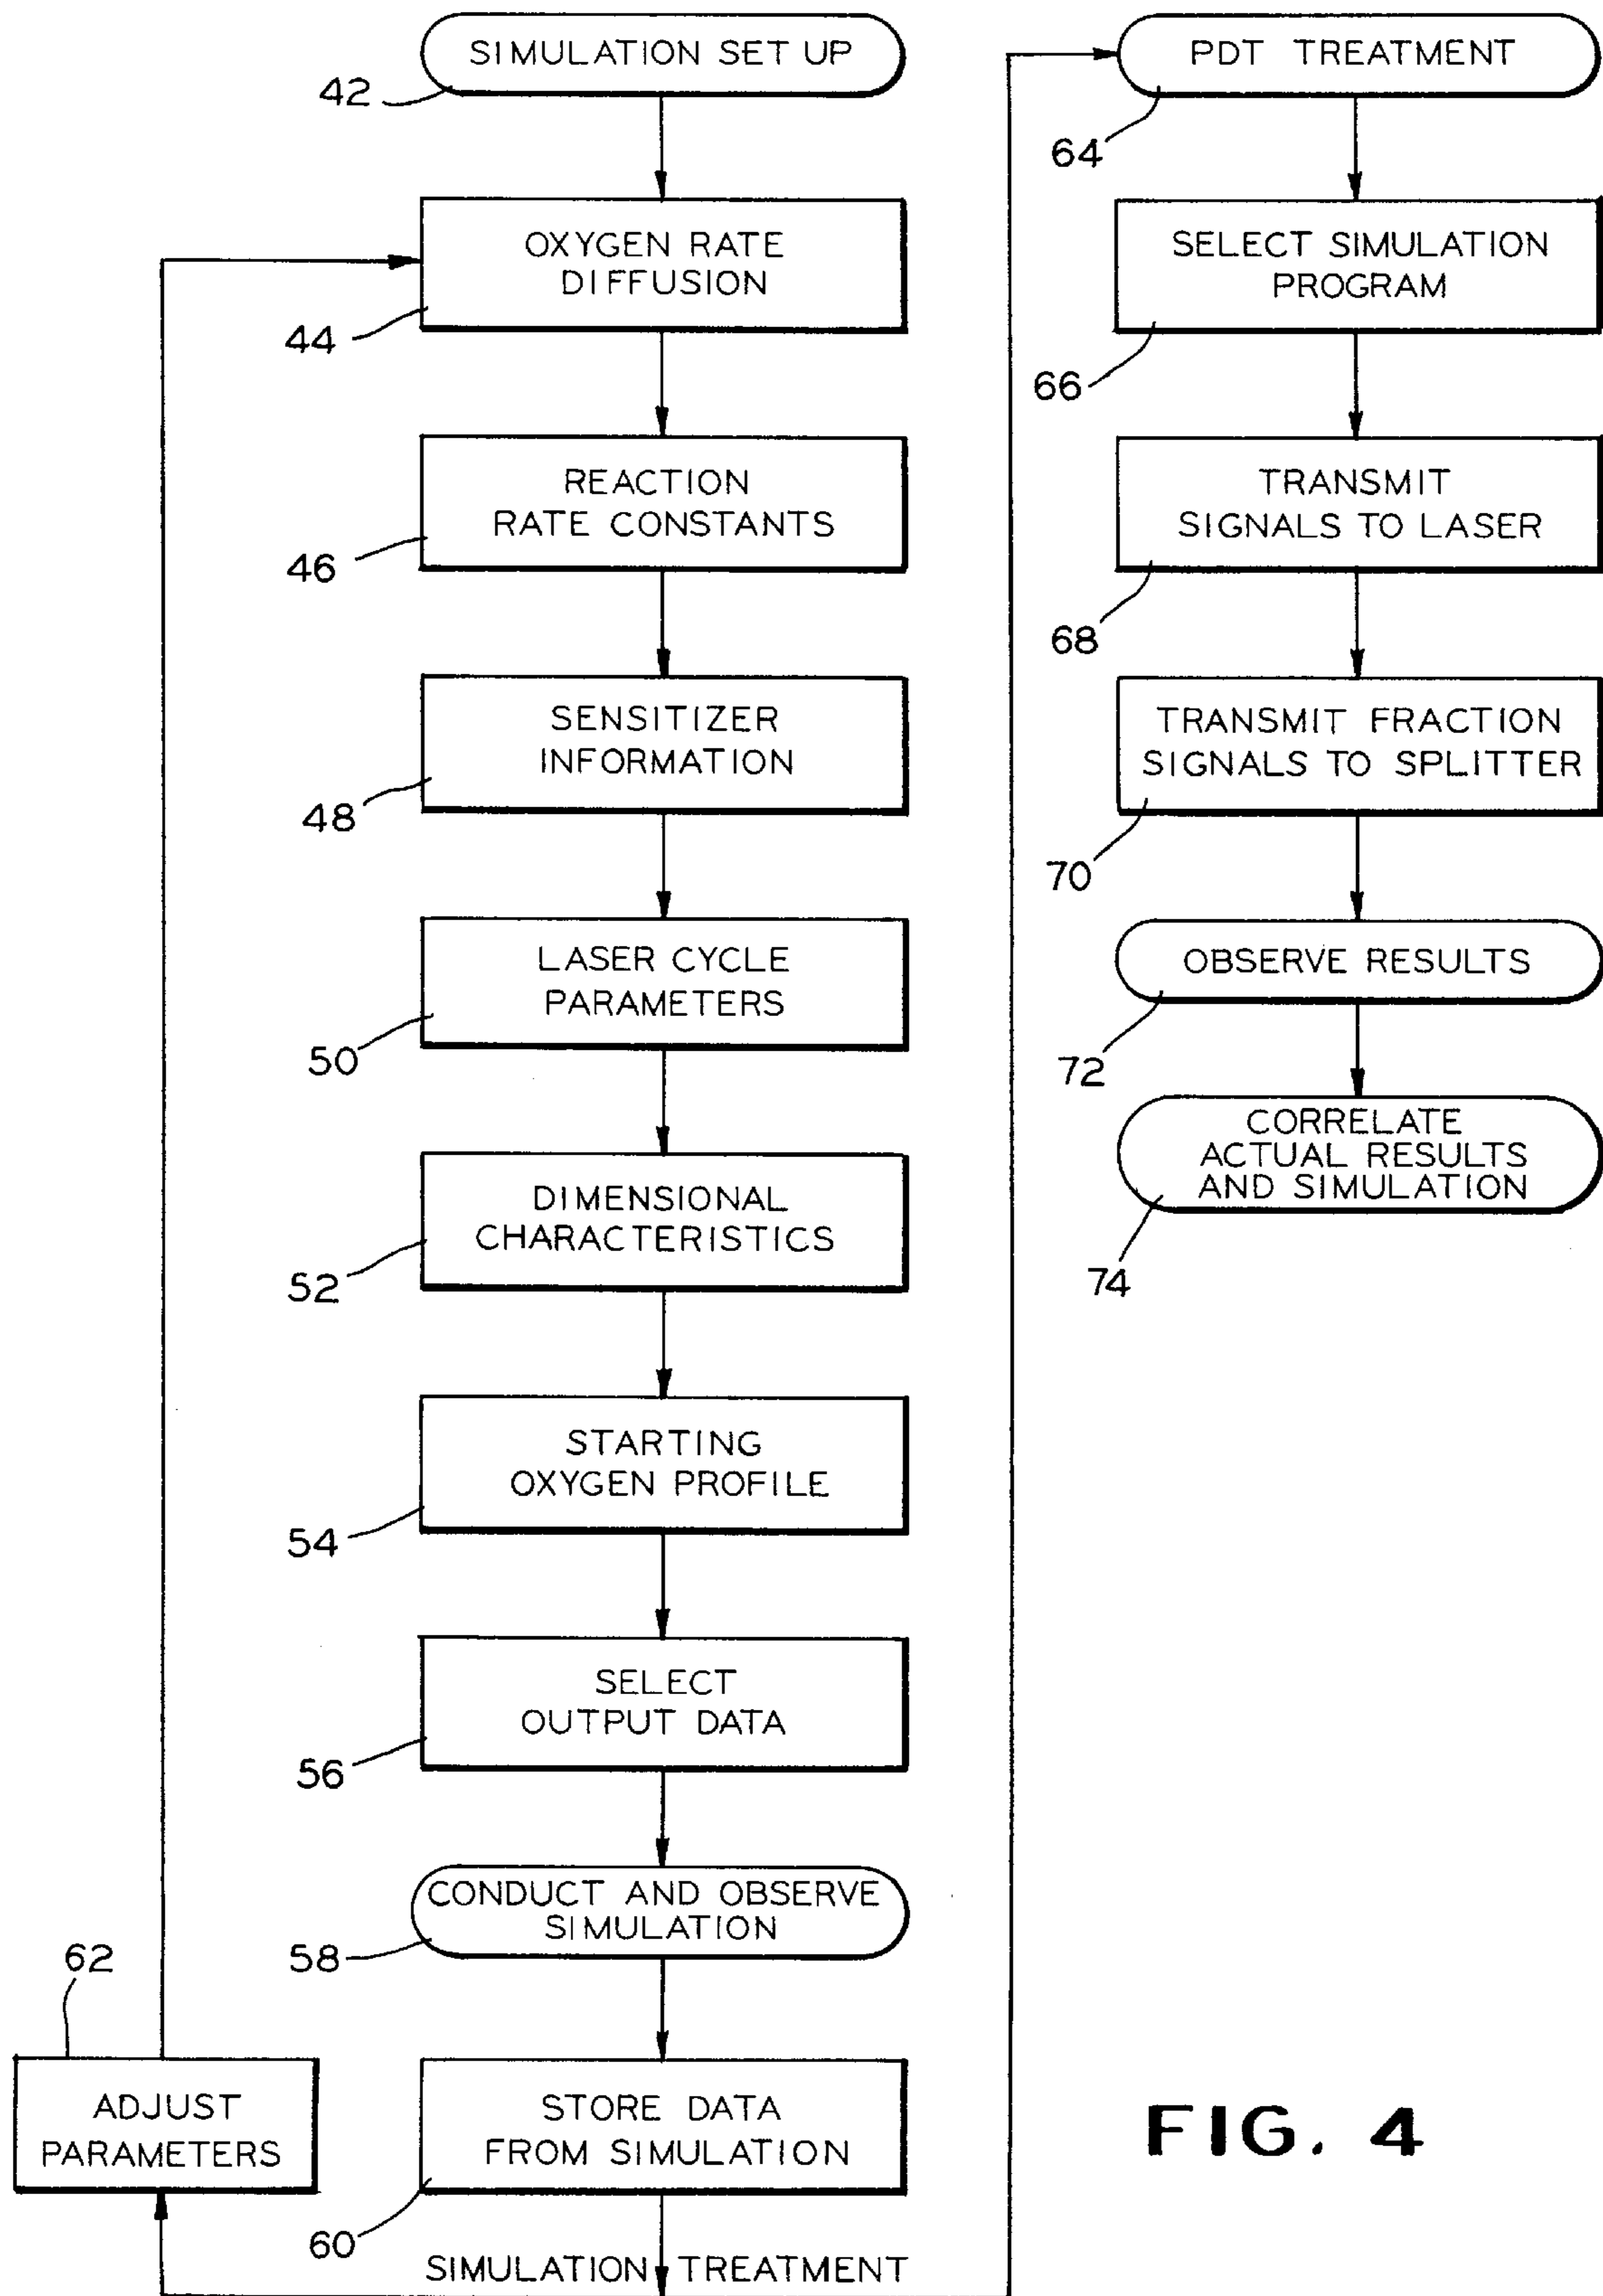 SIMULATION SET UP
42
OXYGEN RATE
DIFFUSION
44
REACTION
RATE CONSTANTS
46
SENSITIZER
INFORMATION
48
LASER CYCLE
PARAMETERS
50
DIMENSIONAL
CHARACTERISTICS
52
STARTING
OXYGEN PROFILE
54
SELECT
OUTPUT DATA
56
CONDUCT AND OBSERVE
SIMULATION
58
STORE DATA
FROM SIMULATION
60
62
ADJUST
PARAMETERS
SIMULATION TREATMENT
PDT TREATMENT
64
SELECT SIMULATION
PROGRAM
66
TRANSMIT
SIGNALS TO LASER
68
TRANSMIT FRACTION
SIGNALS TO SPLITTER
70
OBSERVE RESULTS
72
CORRELATE
ACTUAL RESULTS
AND SIMULATION
74
FIG. 4